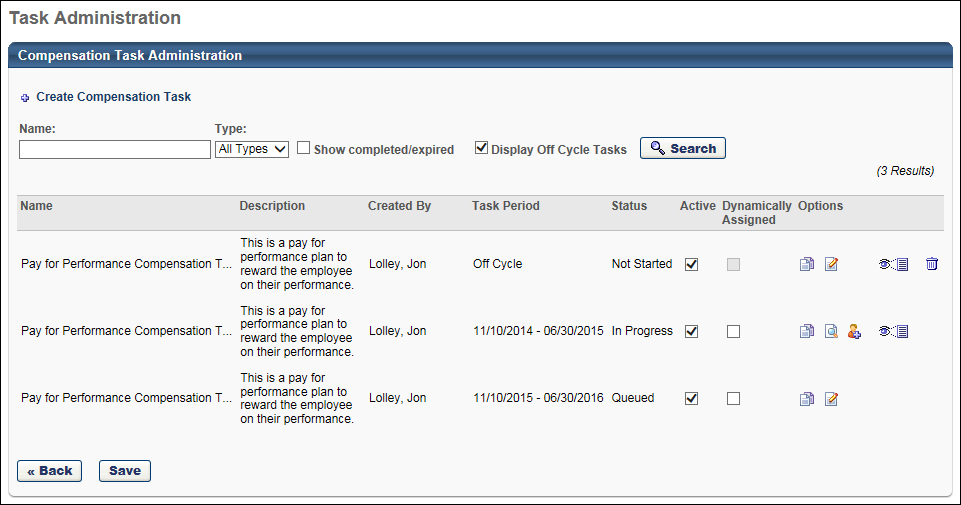 Task Administration
Compensation Task Administration
Create Compensation Task
Name: Type:
All Types Show completed/expired Display Off Cycle Tasks Search
(3 Results)
Name Description Created By Task Period Status Active Dynamically Assigned Options
Pay for Performance Compensation T... This is a pay for performance plan to reward the employee on their performance. Lolley, Jon Off Cycle Not Started
Pay for Performance Compensation T... This is a pay for performance plan to reward the employee on their performance. Lolley, Jon 11/10/2014 - 06/30/2015 In Progress
Pay for Performance Compensation T... This is a pay for performance plan to reward the employee on their performance. Lolley, Jon 11/10/2015 - 06/30/2016 Queued
« Back Save